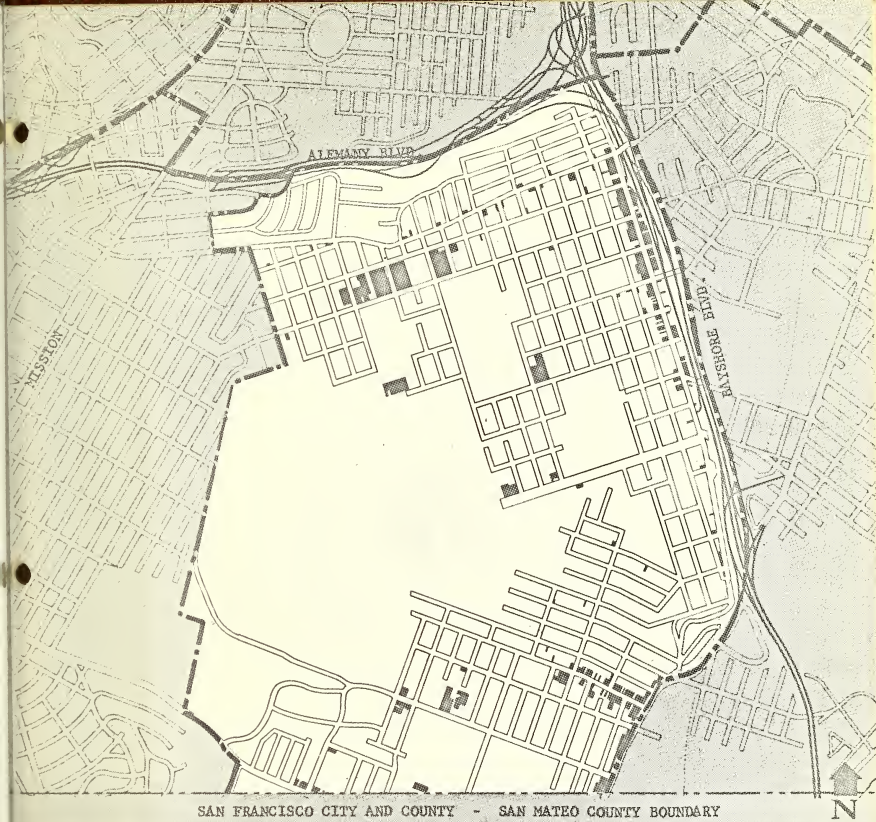 ALEMANY BLVD
MISSION
BAYSHORE BLVD.
SAN FRANCISCO CITY AND COUNTY - SAN MATEO COUNTY BOUNDARY
N